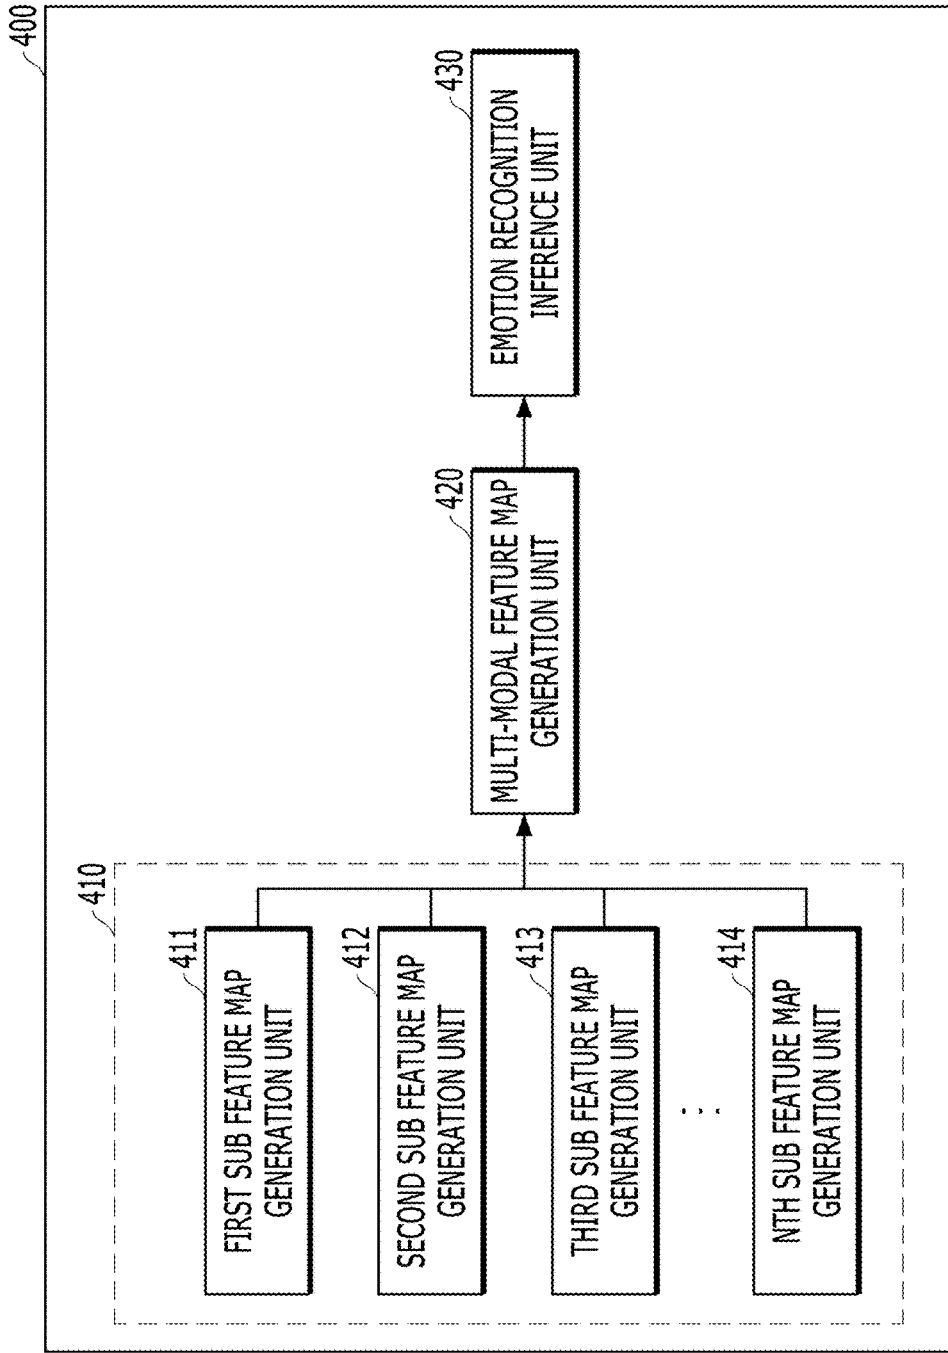 400
410
411
FIRST SUB FEATURE MAP
GENERATION UNIT
412
SECOND SUB FEATURE MAP
GENERATION UNIT
413
THIRD SUB FEATURE MAP
GENERATION UNIT
...
414
NTH SUB FEATURE MAP
GENERATION UNIT
420
MULTI-MODAL FEATURE MAP
GENERATION UNIT
430
EMOTION RECOGNITION
INFERENCE UNIT